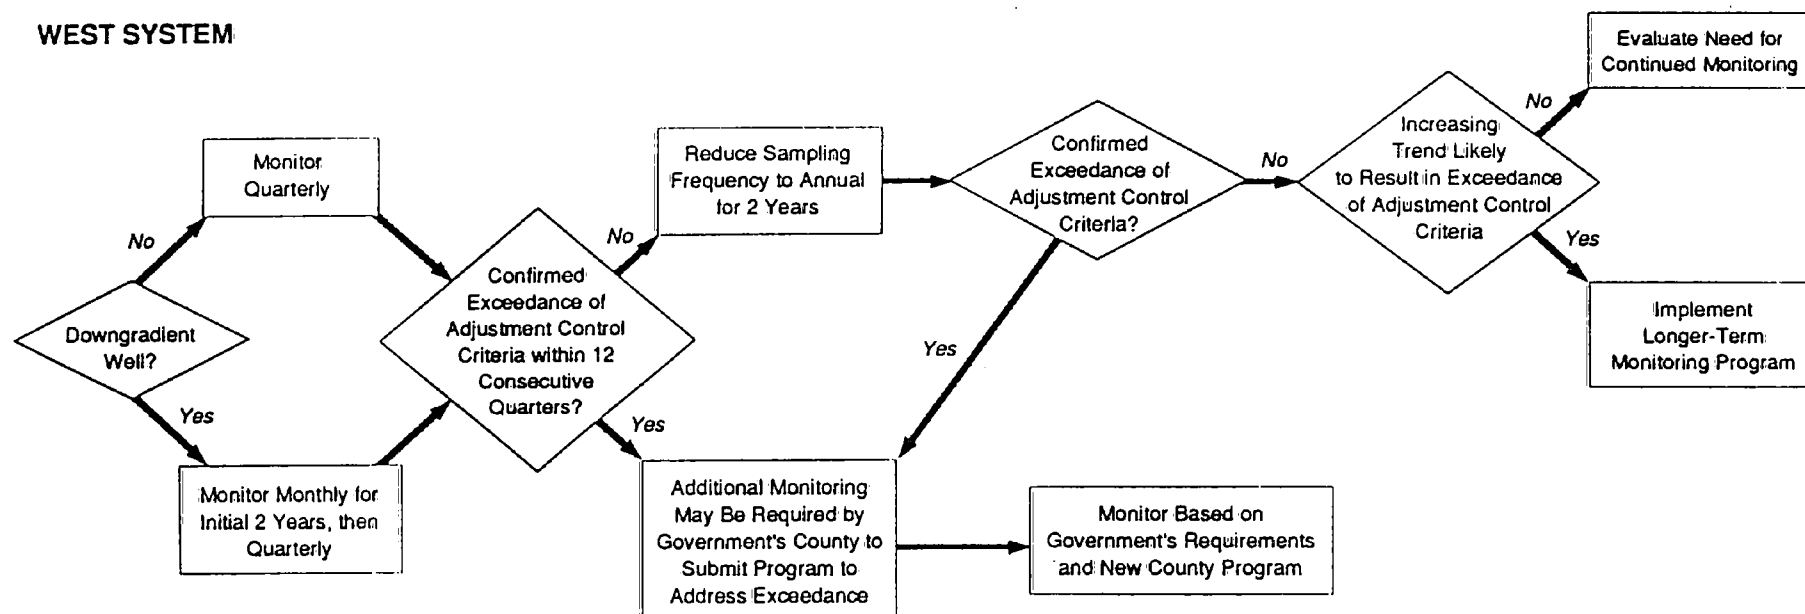 WEST SYSTEM
Downgradient
Well?
No
Yes
Monitor
Quarterly
Monitor Monthly for
Initial 2 Years, then
Quarterly
Confirmed
Exceedance of
Adjustment Control
Criteria within 12
Consecutive
Quarters?
No
Yes
Reduce Sampling
Frequency to Annual
for 2 Years
Additional Monitoring
May Be Required by
Government's County to
Submit Program to
Address Exceedance
Confirmed
Exceedance of
Adjustment Control
Criteria?
No
Yes
Monitor Based on
Government's Requirements
and New County Program
Increasing
Trend Likely
to Result in Exceedance
of Adjustment Control
Criteria
No
Yes
Evaluate Need for
Continued Monitoring
Implement
Longer-Term
Monitoring Program